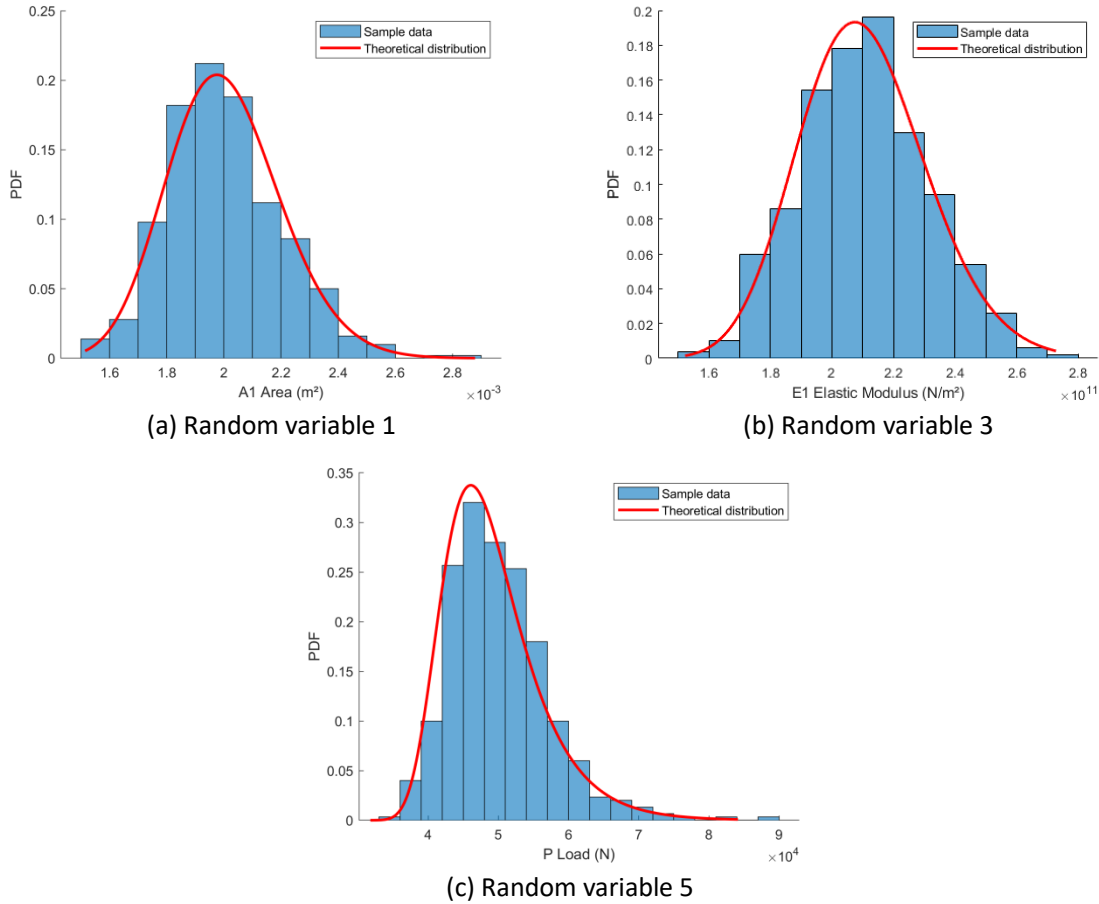 0.25
0.2
0.15
0.1
0.05
0
PDF
Sample data
Theoretical distribution
1.6 1.8 2 2.2 2.4 2.6 2.8
A1 Area (m²)
×10⁻³
(a) Random variable 1
0.2
0.18
0.16
0.14
0.12
0.1
0.08
0.06
0.04
0.02
0
PDF
Sample data
Theoretical distribution
1.6 1.8 2 2.2 2.4 2.6 2.8
E1 Elastic Modulus (N/m²)
×10¹¹
(b) Random variable 3
0.35
0.3
0.25
0.2
0.15
0.1
0.05
0
PDF
Sample data
Theoretical distribution
4 5 6 7 8 9
P Load (N)
×10⁴
(c) Random variable 5